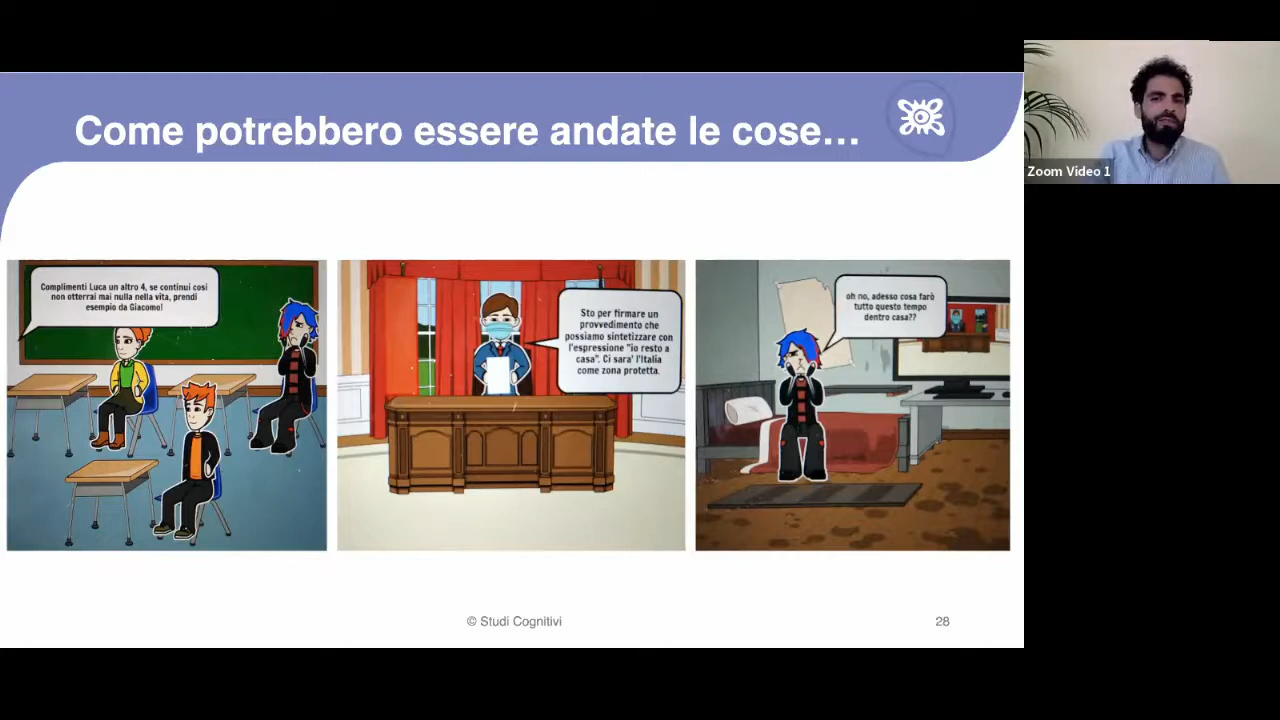 Come potrebbero essere andate le cose...
Zoom Video 1
Complimenti Luca un altro 4, se continui così
non otterrai mai nulla nella vita, prendi
esempio da Giacomo!
Sto per firmare un
provvedimento che
possiamo sintetizzare con
l'espressione "io resto a
casa". Ci sara' l'Italia
come zona protetta.
oh no, adesso cosa farò
tutto questo tempo
dentro casa??
© Studi Cognitivi
28